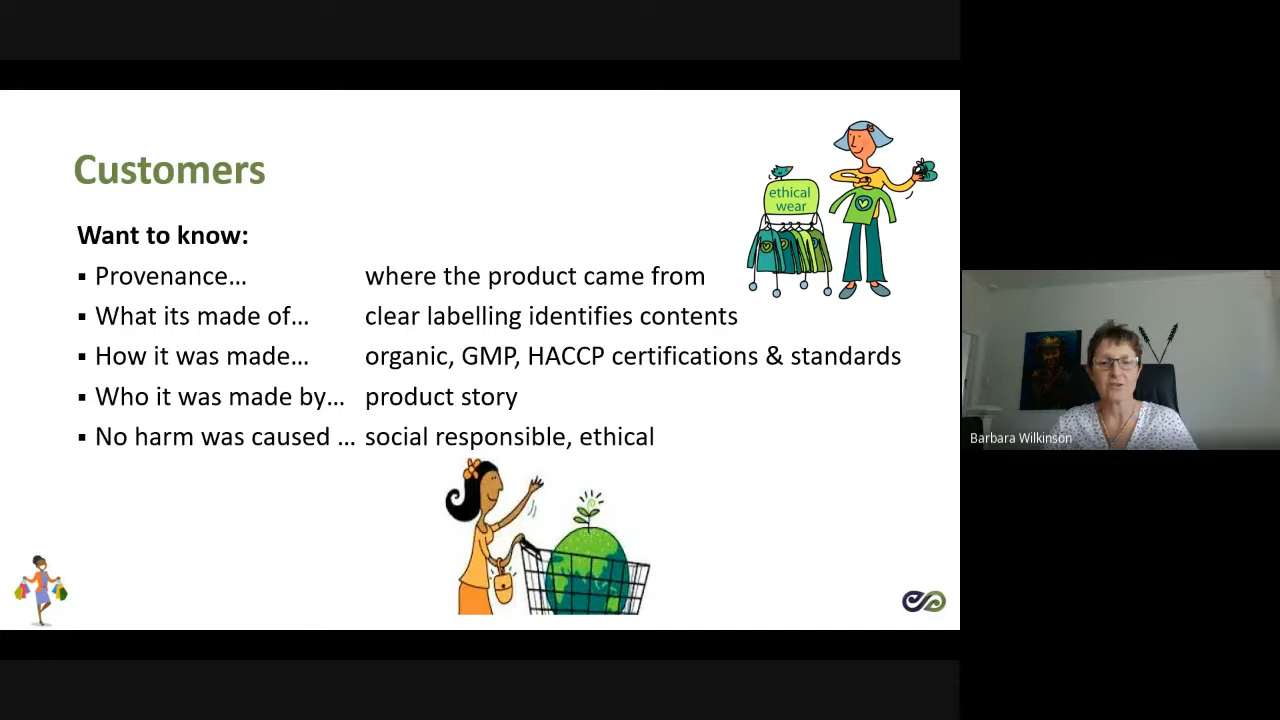 Customers
ethical
wear
Want to know:
▪ Provenance… where the product came from
▪ What its made of… clear labelling identifies contents
▪ How it was made… organic, GMP, HACCP certifications & standards
▪ Who it was made by… product story
▪ No harm was caused … social responsible, ethical
Barbara Wilkinson